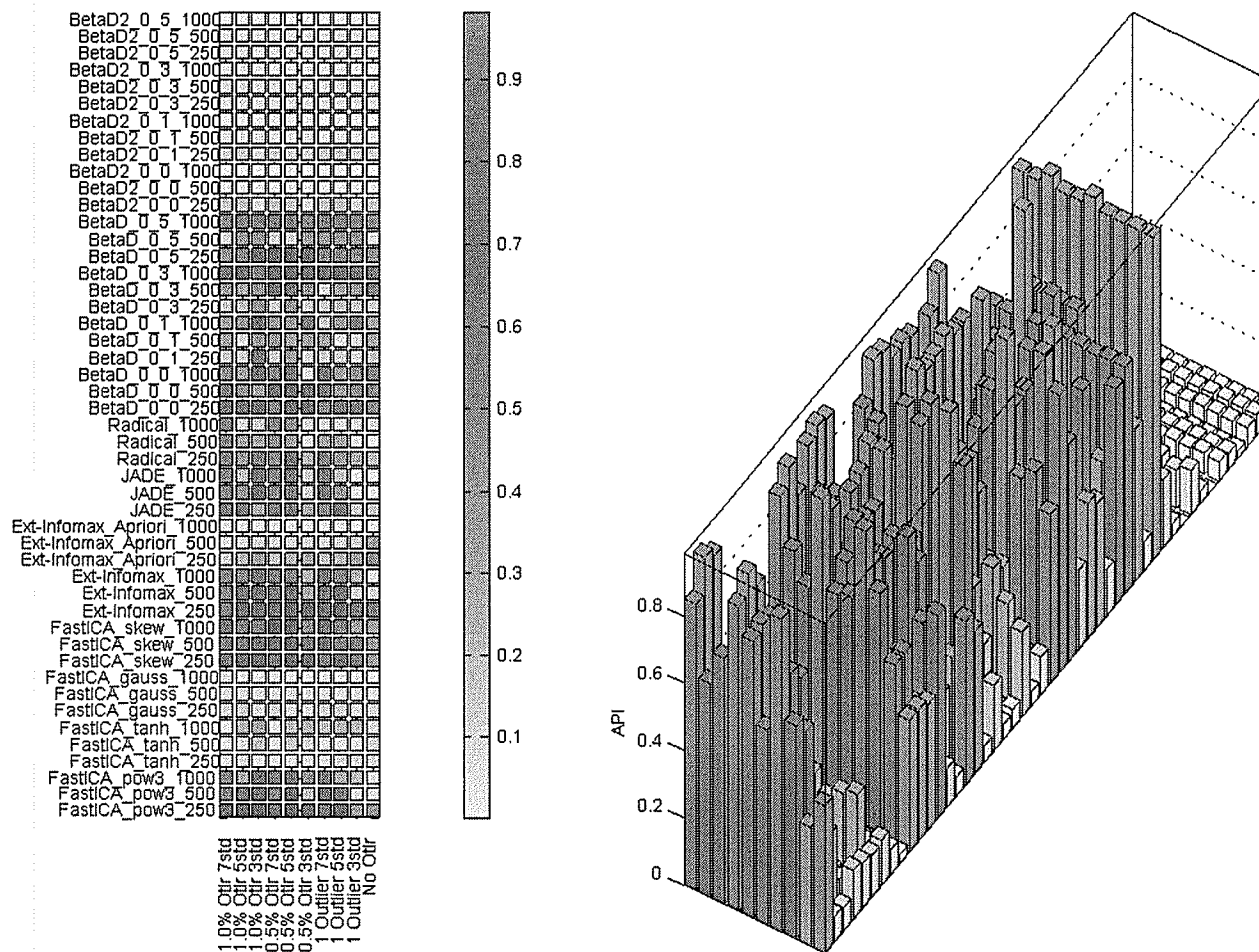 BetaD2_0_5_1000
BetaD2_0_5_500
BetaD2_0_5_250
BetaD2_0_3_1000
BetaD2_0_3_500
BetaD2_0_3_250
BetaD2_0_1_1000
BetaD2_0_1_500
BetaD2_0_1_250
BetaD2_0_0_1000
BetaD2_0_0_500
BetaD2_0_0_250
BetaD_0_5_1000
BetaD_0_5_500
BetaD_0_5_250
BetaD_0_3_1000
BetaD_0_3_500
BetaD_0_3_250
BetaD_0_1_1000
BetaD_0_1_500
BetaD_0_1_250
BetaD_0_0_1000
BetaD_0_0_500
BetaD_0_0_250
Radical_1000
Radical_500
Radical_250
JADE_1000
JADE_500
JADE_250
Ext-Infomax_Apriori_1000
Ext-Infomax_Apriori_500
Ext-Infomax_Apriori_250
Ext-Infomax_1000
Ext-Infomax_500
Ext-Infomax_250
FastICA_skew_1000
FastICA_skew_500
FastICA_skew_250
FastICA_gauss_1000
FastICA_gauss_500
FastICA_gauss_250
FastICA_tanh_1000
FastICA_tanh_500
FastICA_tanh_250
FastICA_pow3_1000
FastICA_pow3_500
FastICA_pow3_250
1.0% Otlr 7std
1.0% Otlr 5std
1.0% Otlr 3std
0.5% Otlr 7std
0.5% Otlr 5std
0.5% Otlr 3std
1 Outlier 7std
1 Outlier 5std
1 Outlier 3std
No Otlr
0.9
0.8
0.7
0.6
0.5
0.4
0.3
0.2
0.1
API
0.8
0.6
0.4
0.2
0